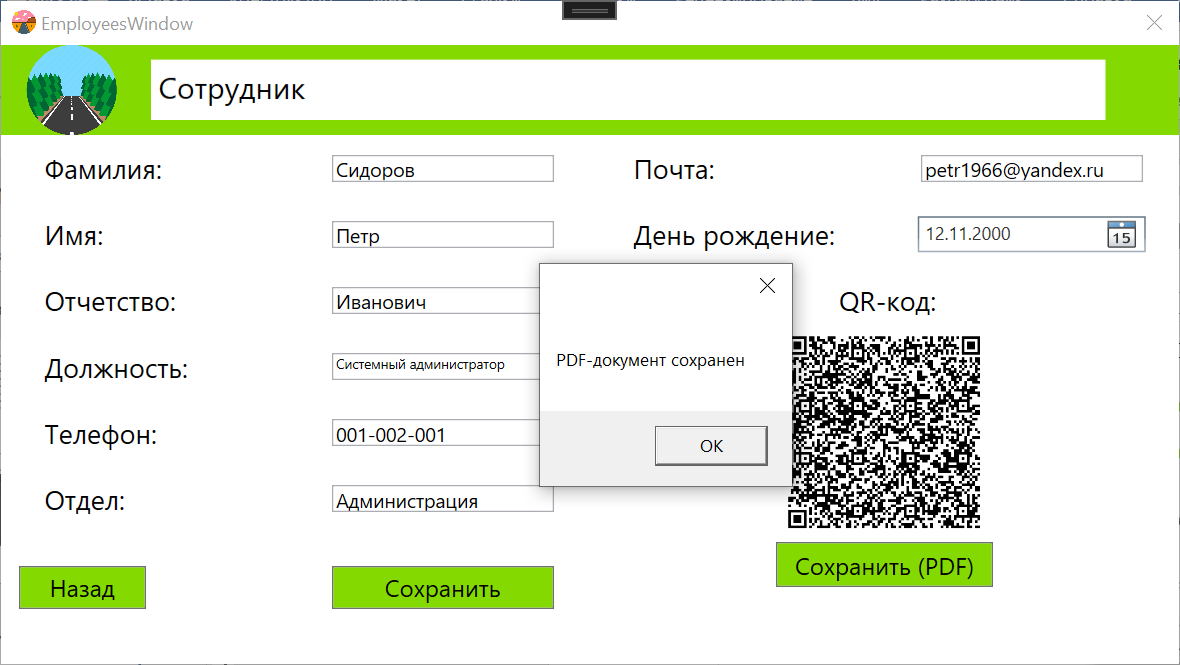 EmployeesWindow
Сотрудник
Фамилия:
Сидоров
Почта:
petr1966@yandex.ru
Имя:
Петр
День рождение:
12.11.2000
15
Отчетство:
Иванович
QR-код:
Должность:
Системный администратор
PDF-документ сохранен
Телефон:
001-002-001
OK
Отдел:
Администрация
Сохранить (PDF)
Назад
Сохранить